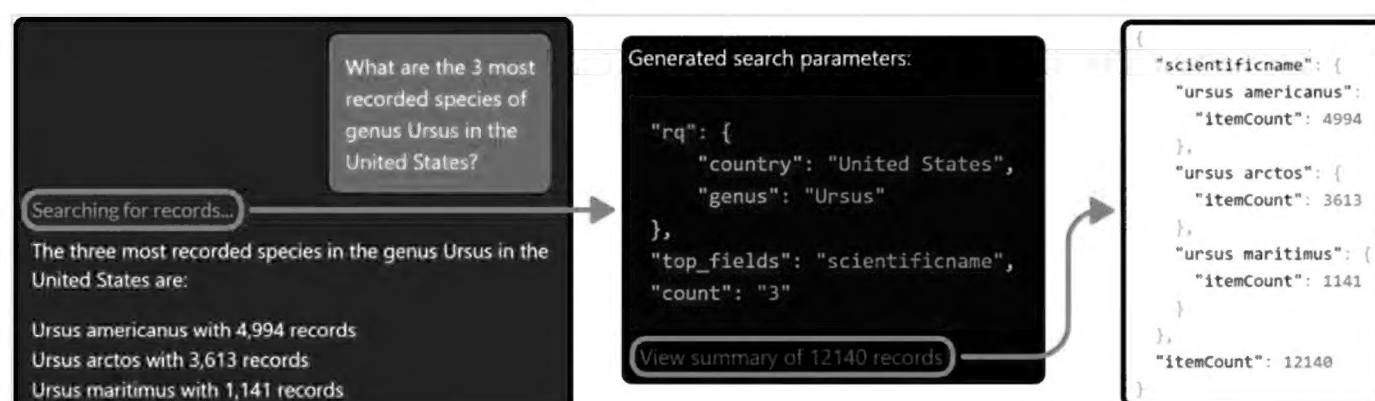 What are the 3 most
recorded species of
genus Ursus in the
United States?
Searching for records...
The three most recorded species in the genus Ursus in the
United States are:
Ursus americanus with 4,994 records
Ursus arctos with 3,613 records
Ursus maritimus with 1,141 records
Generated search parameters:
"rq": {
"country": "United States",
"genus": "Ursus"
},
"top_fields": "scientificname",
"count": "3"
View summary of 12140 records
{
"scientificname": {
"ursus americanus":
"itemCount": 4994
},
"ursus arctos": {
"itemCount": 3613
},
"ursus maritimus": {
"itemCount": 1141
}
},
"itemCount": 12140
}